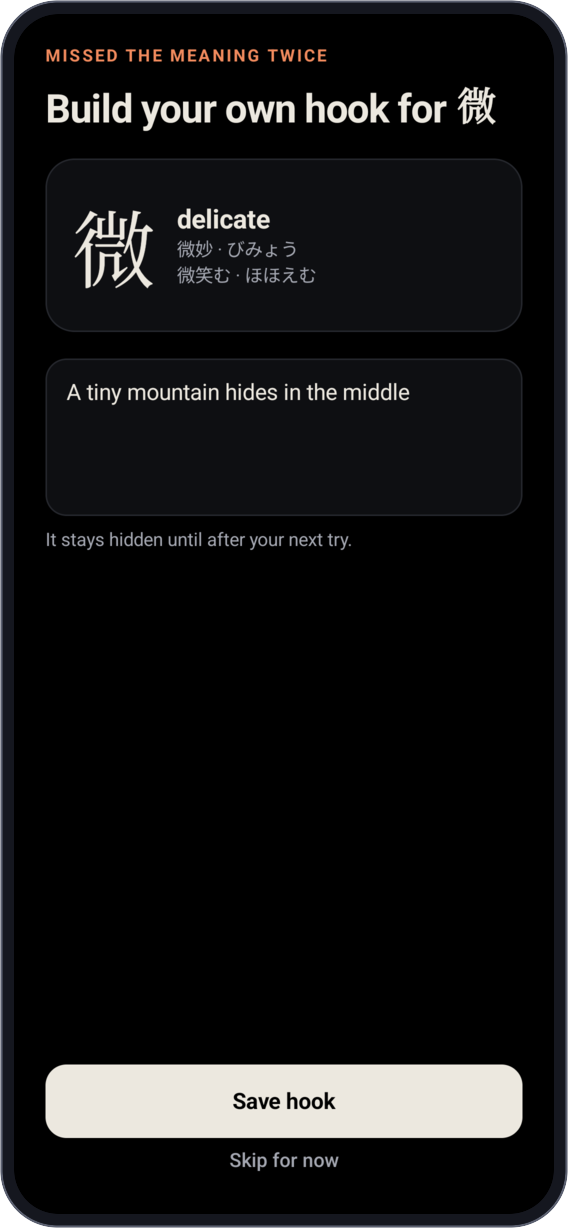 MISSED THE MEANING TWICE
Build your own hook for 微
微
delicate
微妙 · びみょう
微笑む · ほほえむ
A tiny mountain hides in the middle
It stays hidden until after your next try.
Save hook
Skip for now